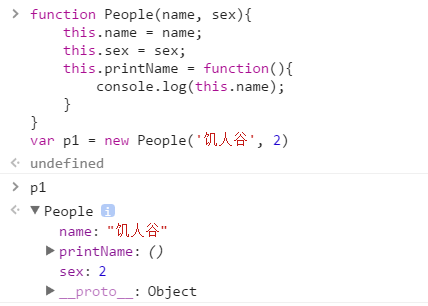 > function People(name, sex){
this.name = name;
this.sex = sex;
this.printName = function(){
console.log(this.name);
}
}
var p1 = new People('饥人谷', 2)
undefined
> p1
▼ People i
name: "饥人谷"
▶ printName: ()
sex: 2
▶ __proto__: Object